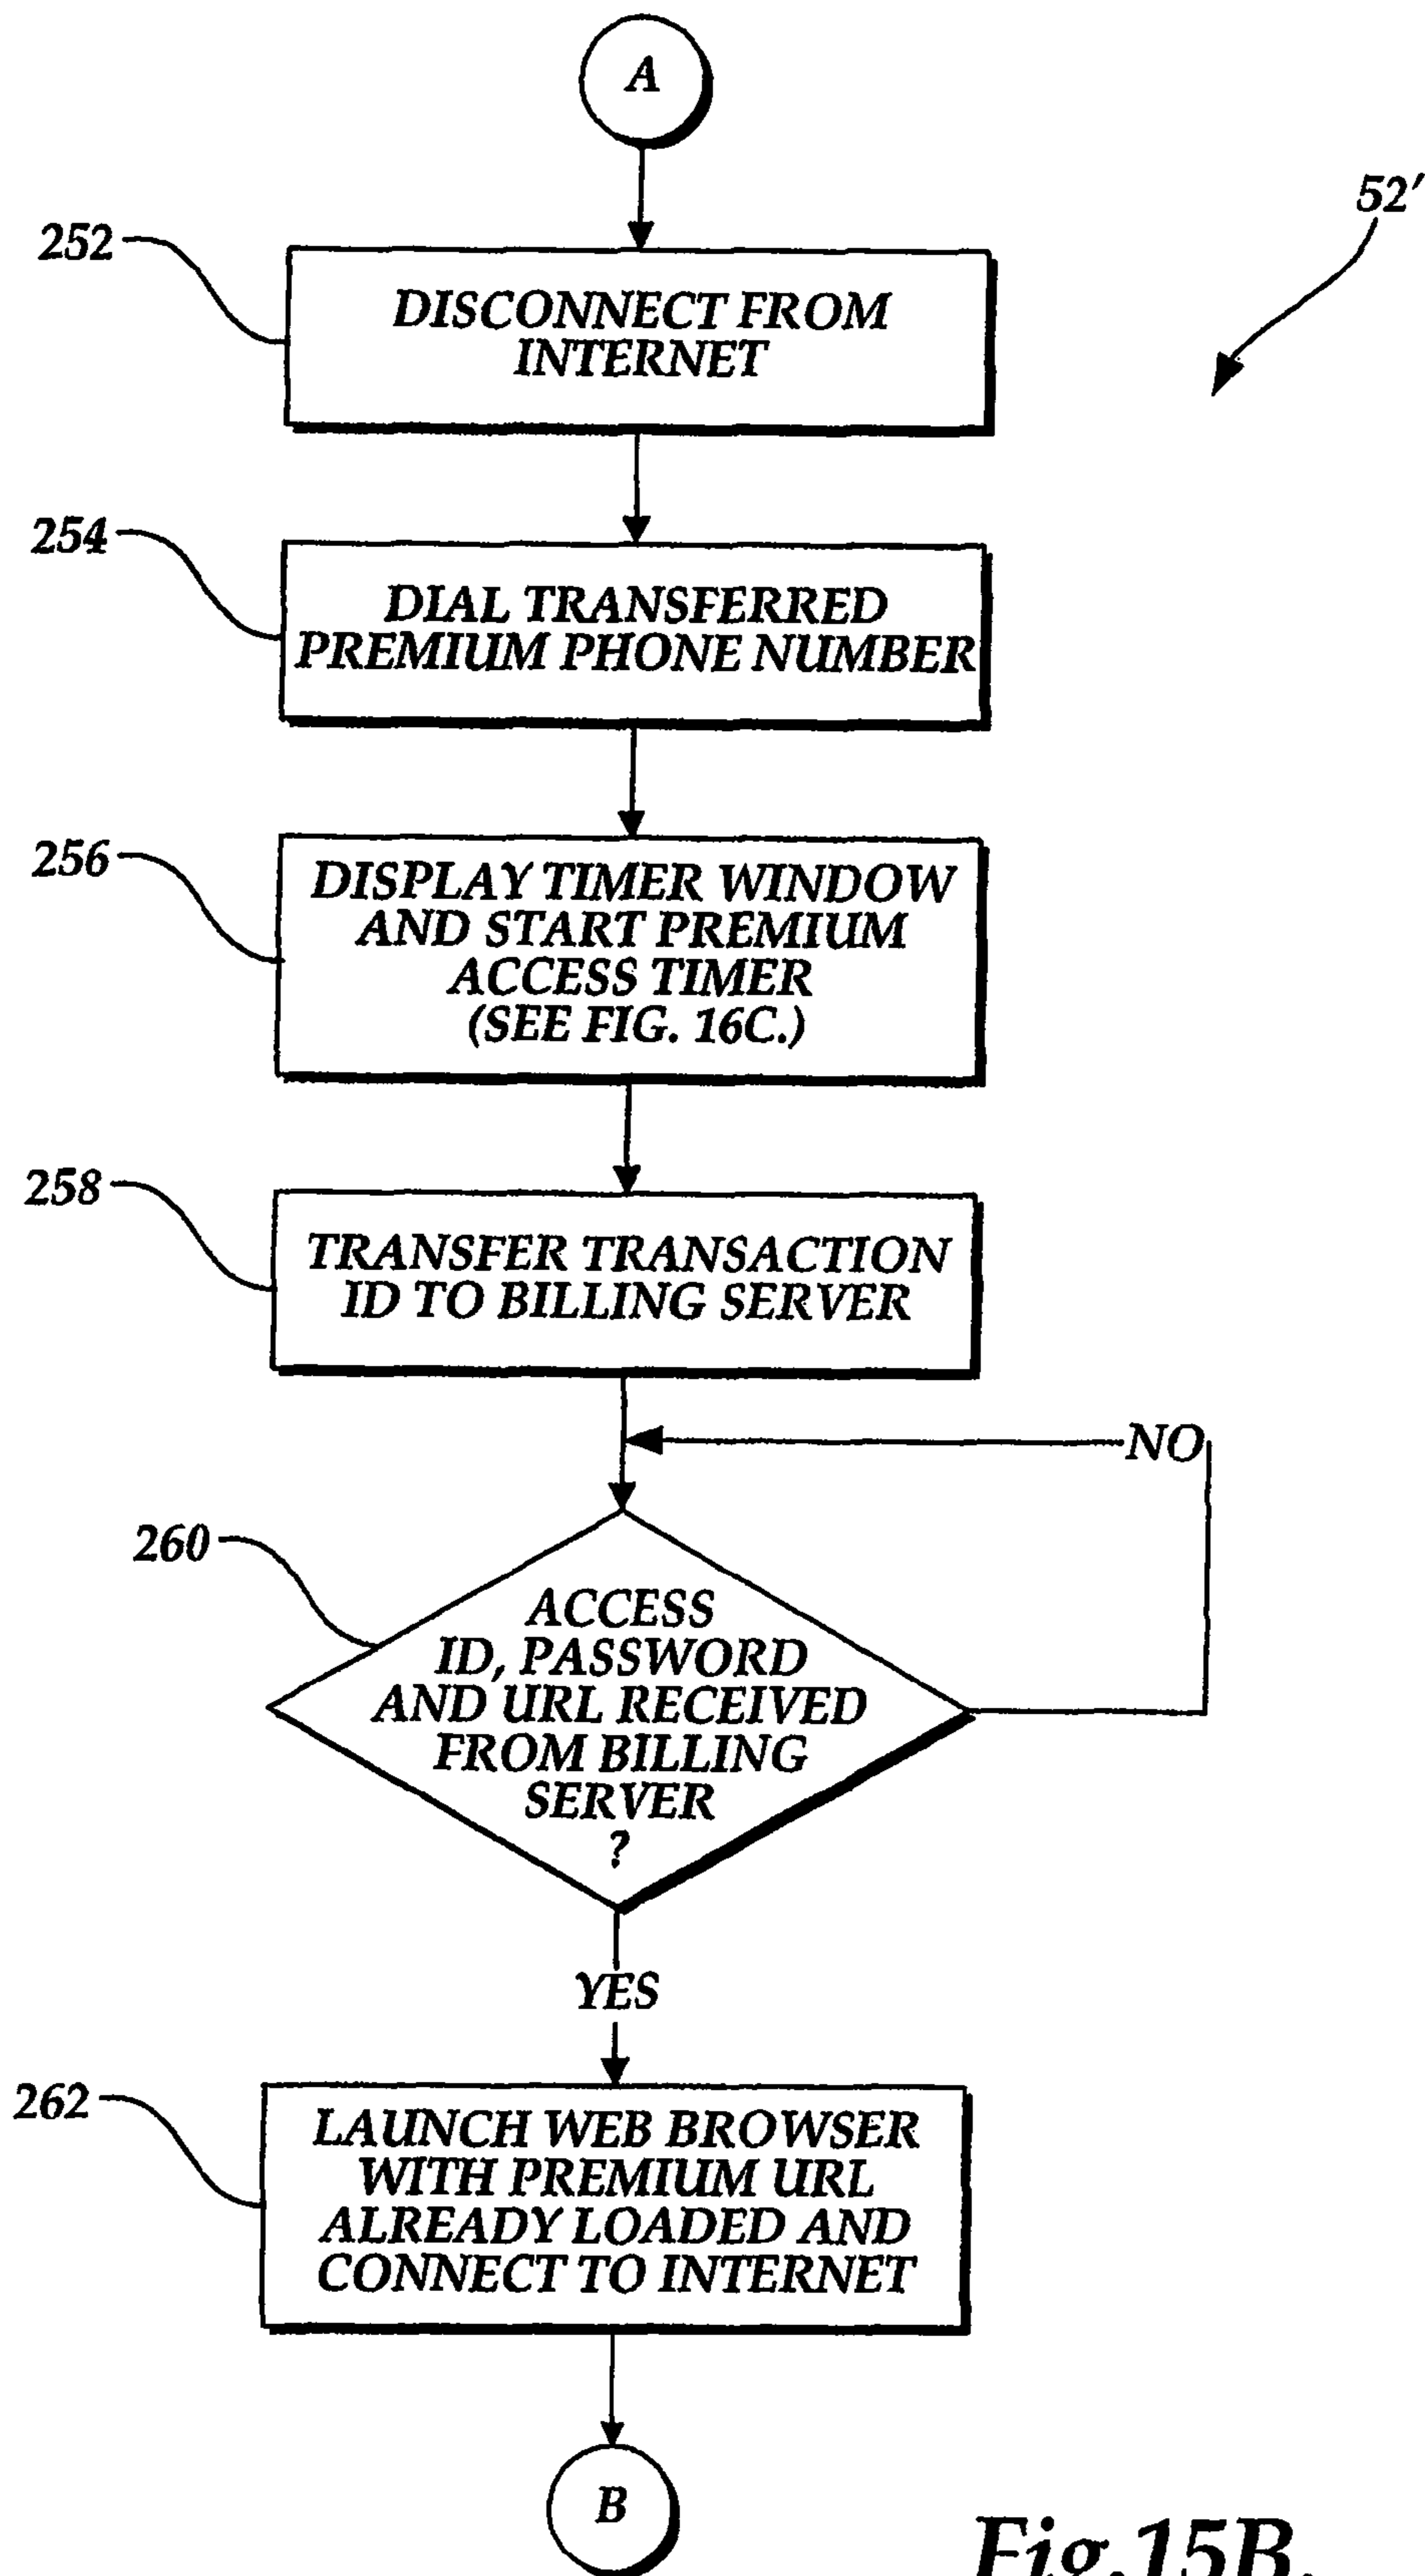 A
52'
252
DISCONNECT FROM
INTERNET
254
DIAL TRANSFERRED
PREMIUM PHONE NUMBER
256
DISPLAY TIMER WINDOW
AND START PREMIUM
ACCESS TIMER
(SEE FIG. 16C.)
258
TRANSFER TRANSACTION
ID TO BILLING SERVER
NO
260
ACCESS
ID, PASSWORD
AND URL RECEIVED
FROM BILLING
SERVER
?
YES
262
LAUNCH WEB BROWSER
WITH PREMIUM URL
ALREADY LOADED AND
CONNECT TO INTERNET
B
Fig.15B.